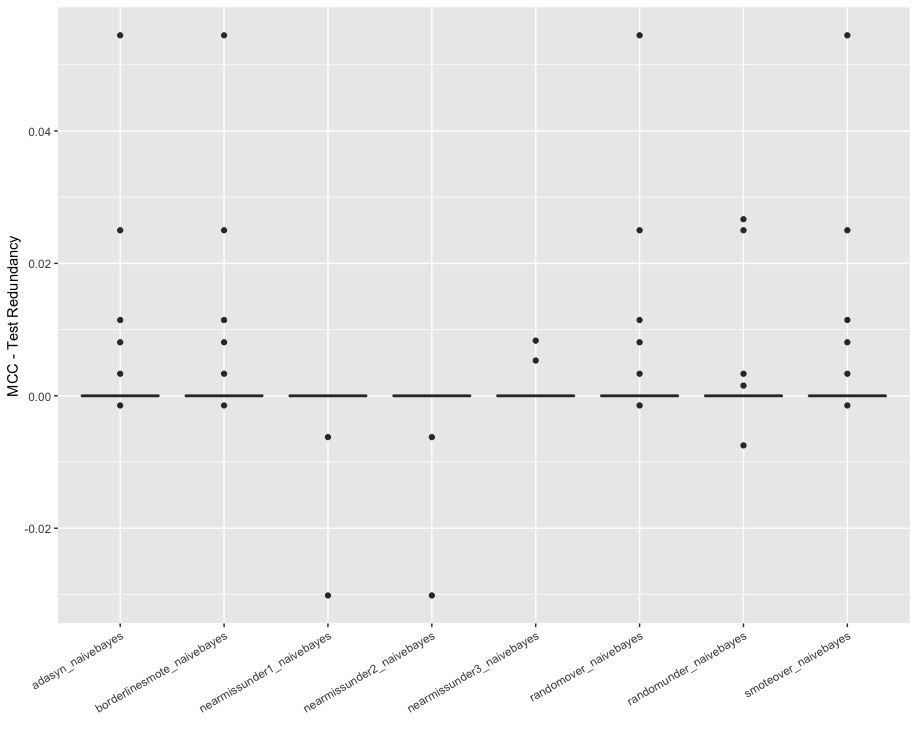 MCC - Test Redundancy
0.04
0.02
0.00
-0.02
adasyn_naivebayes
borderlinesmote_naivebayes
nearmissunder1_naivebayes
nearmissunder2_naivebayes
nearmissunder3_naivebayes
randomover_naivebayes
randomunder_naivebayes
smoteover_naivebayes